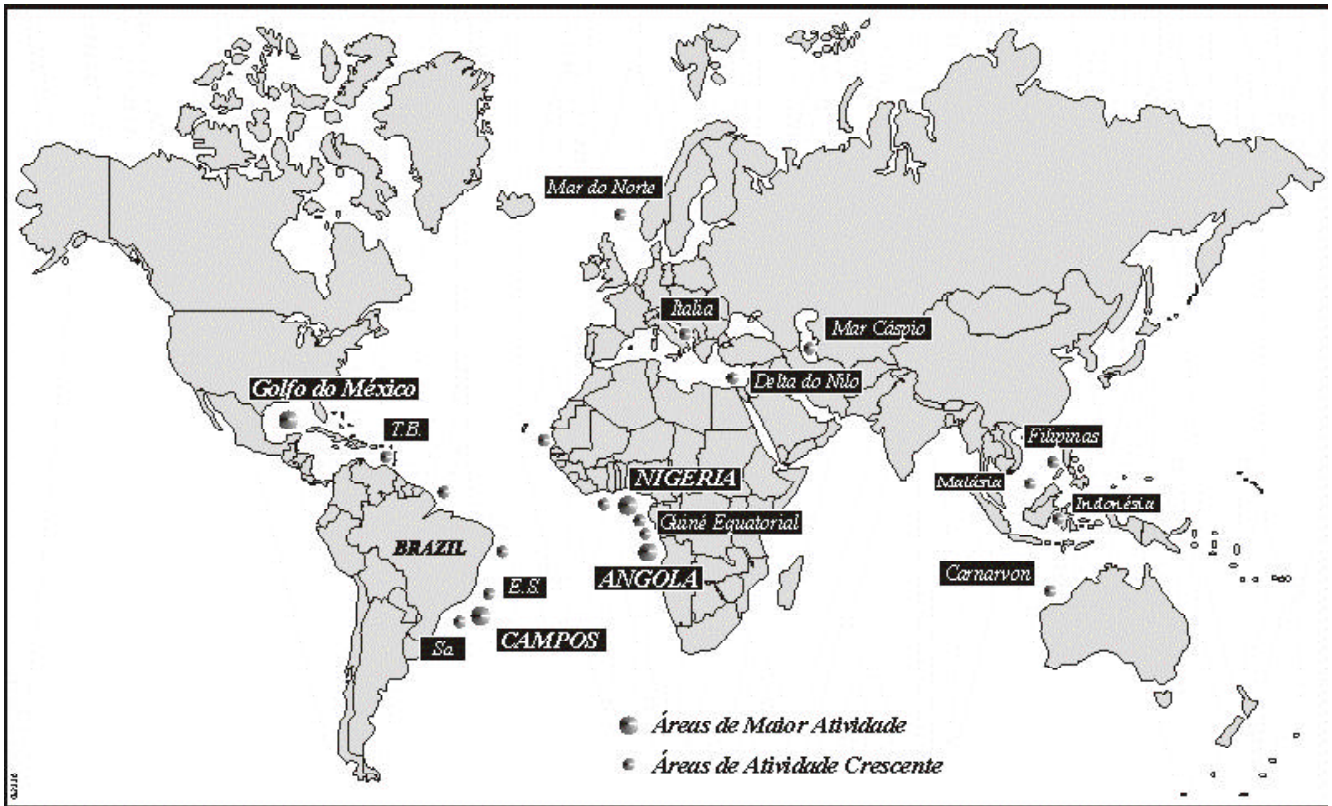 Mar do Norte
Italia
Mar Cáspio
Delta do Nilo
Golfo do México
T.B.
Filipinas
Malásia
Indonésia
NIGERIA
Guiné Equatorial
BRAZIL
ANGOLA
Carnarvon
E.S.
CAMPOS
Sa
Áreas de Maior Atividade
Áreas de Atividade Crescente